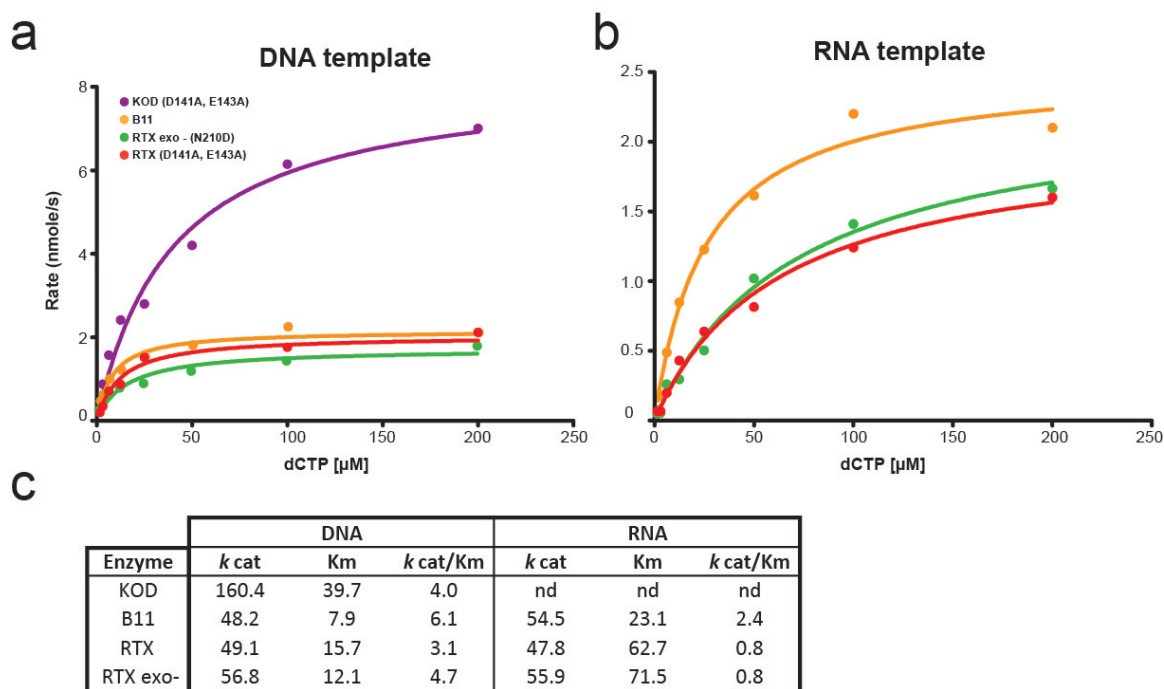 a
DNA template
8
6
4
2
0
Rate (nmole/s)
KOD (D141A, E143A)
B11
RTX exo - (N210D)
RTX (D141A, E143A)
0
50
100
150
200
250
dCTP [µM]
b
RNA template
2.5
2.0
1.5
1.0
0.5
0
0
50
100
150
200
250
dCTP [µM]
c
DNA RNA
Enzyme k cat Km k cat/Km k cat Km k cat/Km
KOD 160.4 39.7 4.0 nd nd nd
B11 48.2 7.9 6.1 54.5 23.1 2.4
RTX 49.1 15.7 3.1 47.8 62.7 0.8
RTX exo- 56.8 12.1 4.7 55.9 71.5 0.8